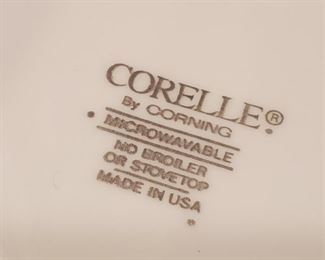 CORELLE®
By CORNING
MICROWAVABLE
NO BROILER
OR STOVETOP
MADE IN USA